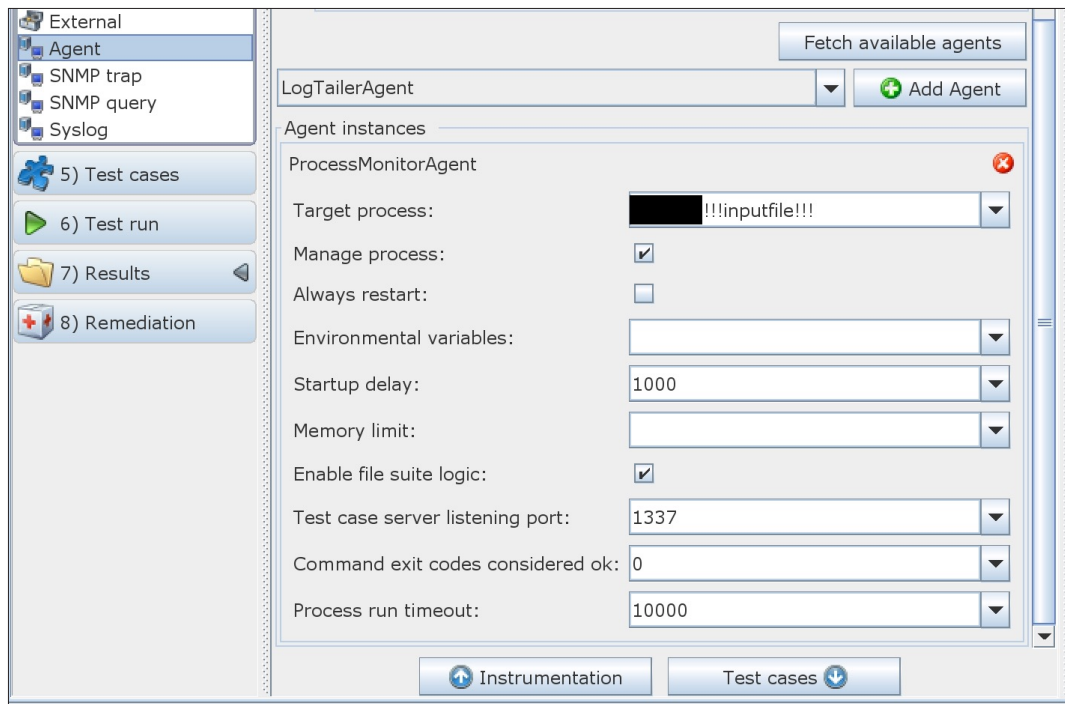 External
Agent
SNMP trap
SNMP query
Syslog
5) Test cases
6) Test run
7) Results
8) Remediation
Fetch available agents
LogTailerAgent
Add Agent
Agent instances
ProcessMonitorAgent
Target process: !!!inputfile!!!
Manage process:
Always restart:
Environmental variables:
Startup delay: 1000
Memory limit:
Enable file suite logic:
Test case server listening port: 1337
Command exit codes considered ok: 0
Process run timeout: 10000
Instrumentation
Test cases